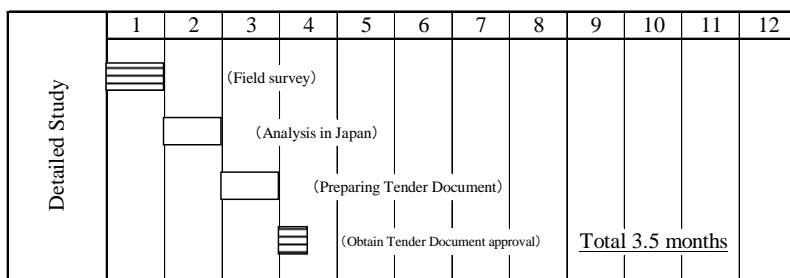 1 2 3 4 5 6 7 8 9 10 11 12
Detailed Study
（Field survey）
（Analysis in Japan）
（Preparing Tender Document）
（Obtain Tender Document approval）
Total 3.5 months